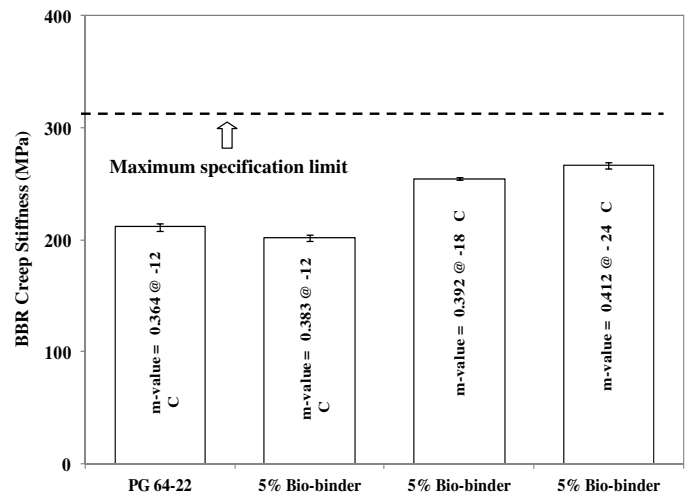 400
300
200
100
0
BBR Creep Stiffness (MPa)
Maximum specification limit
m-value = 0.364 @ -12
C
m-value = 0.383 @ -12
C
m-value = 0.392 @ -18 C
m-value = 0.412 @ - 24 C
PG 64-22
5% Bio-binder
5% Bio-binder
5% Bio-binder